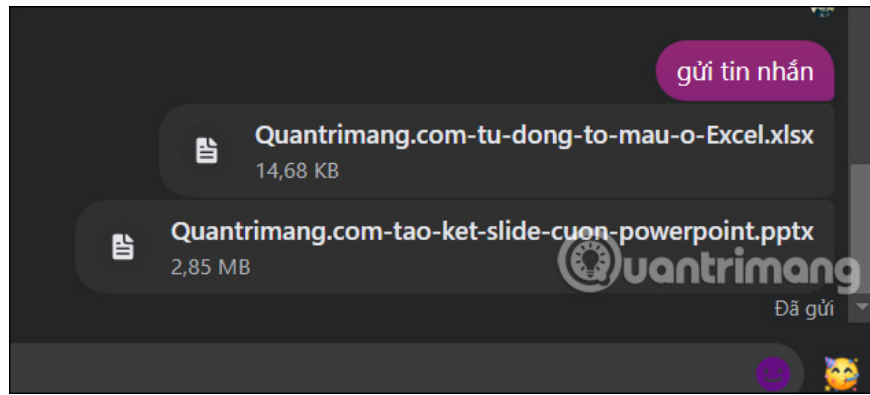 gửi tin nhắn
Quantrimang.com-tu-dong-to-mau-o-Excel.xlsx
14,68 KB
Quantrimang.com-tao-ket-slide-cuon-powerpoint.pptx
2,85 MB
Quantrimang
Đã gửi